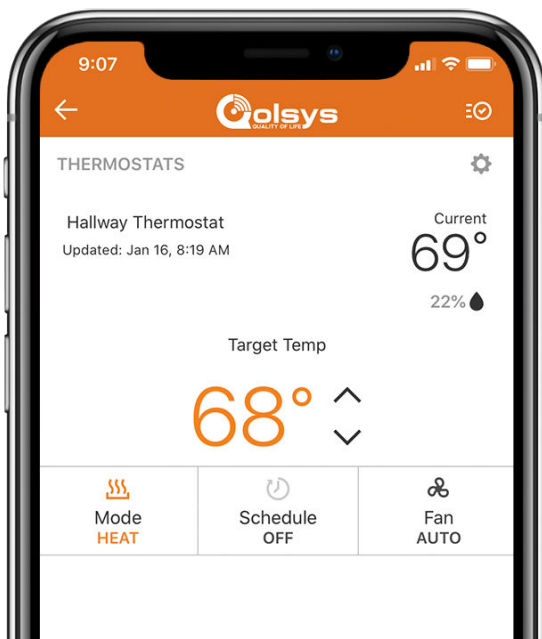 9:07
Qolsys
QUALITY OF LIFE
THERMOSTATS
Hallway Thermostat
Updated: Jan 16, 8:19 AM
Current
69°
22%
Target Temp
68°
Mode
HEAT
Schedule
OFF
Fan
AUTO